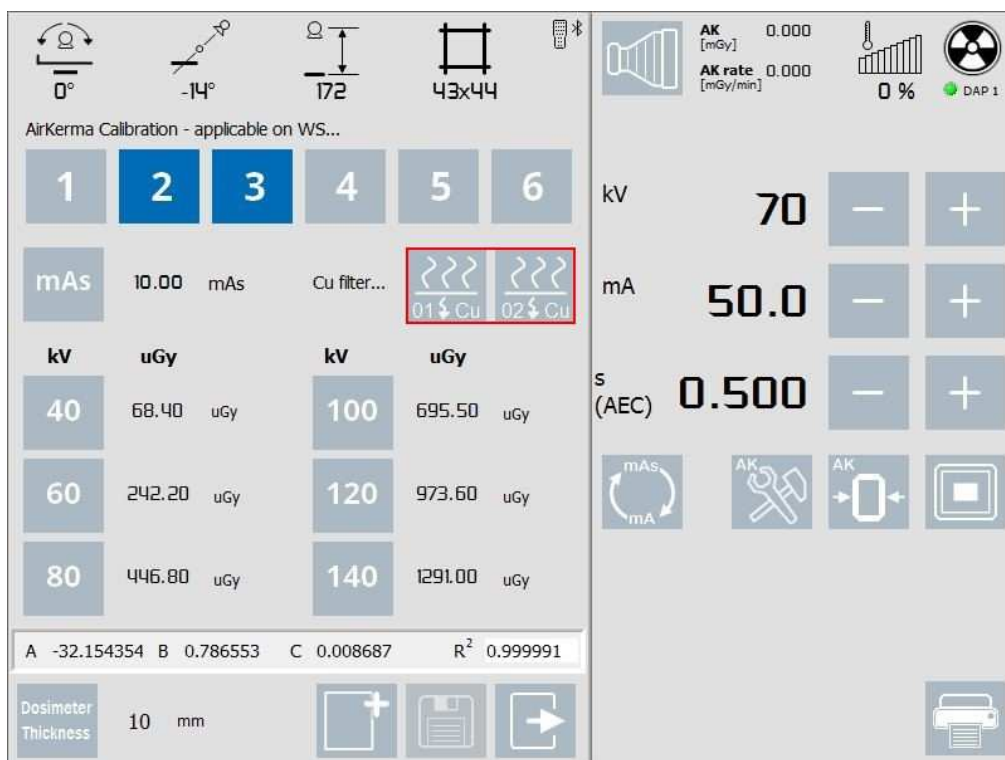 0° -14° 172 43x44
AirKerma Calibration - applicable on WS...
1 2 3 4 5 6
mAs 10.00 mAs Cu filter... 01 Cu 02 Cu
kV uGy kV uGy
40 68.40 uGy 100 695.50 uGy
60 242.20 uGy 120 973.60 uGy
80 446.80 uGy 140 1291.00 uGy
A -32.154354 B 0.786553 C 0.008687 R² 0.999991
Dosimeter
Thickness 10 mm
AK 0.000
[mGy]
AK rate 0.000
[mGy/min]
0 % DAP 1
kV 70 - +
mA 50.0 - +
s
(AEC) 0.500 - +
mAs AK AK
mA 0